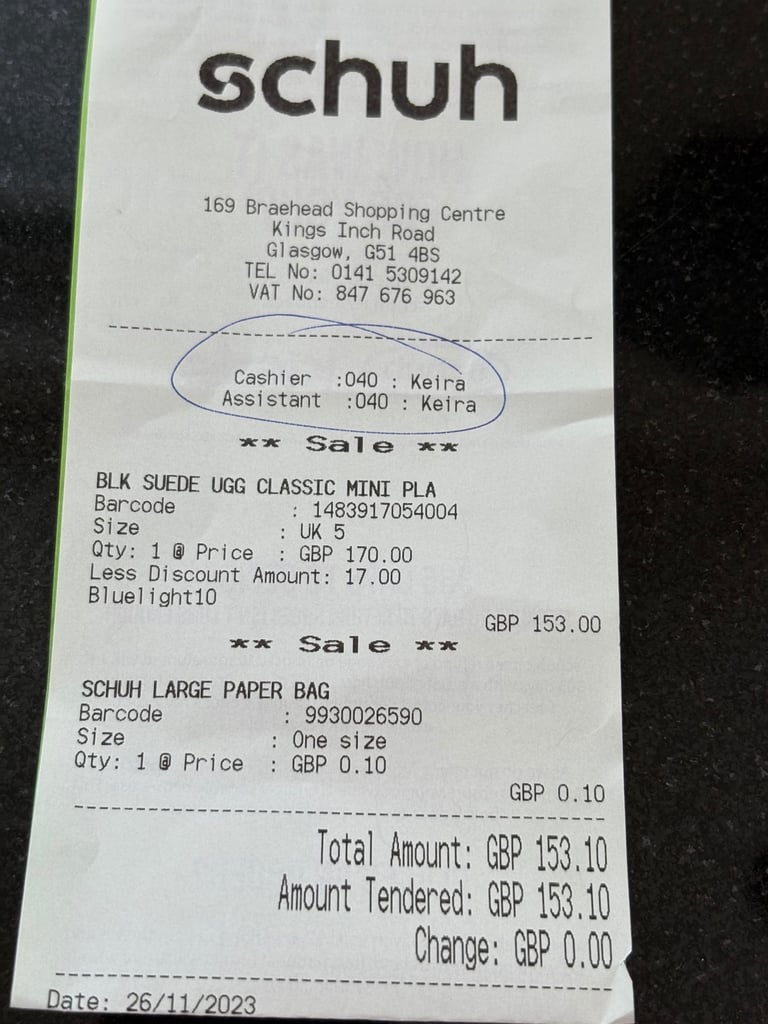 schuh
169 Braehead Shopping Centre
Kings Inch Road
Glasgow, G51 4BS
TEL No: 0141 5309142
VAT No: 847 676 963
Cashier :040 : Keira
Assistant :040 : Keira
** Sale **
BLK SUEDE UGG CLASSIC MINI PLA
Barcode : 1483917054004
Size : UK 5
Qty: 1 @ Price : GBP 170.00
Less Discount Amount: 17.00
Bluelight10
GBP 153.00
** Sale **
SCHUH LARGE PAPER BAG
Barcode : 9930026590
Size : One size
Qty: 1 @ Price : GBP 0.10
GBP 0.10
Total Amount: GBP 153.10
Amount Tendered: GBP 153.10
Change: GBP 0.00
Date: 26/11/2023